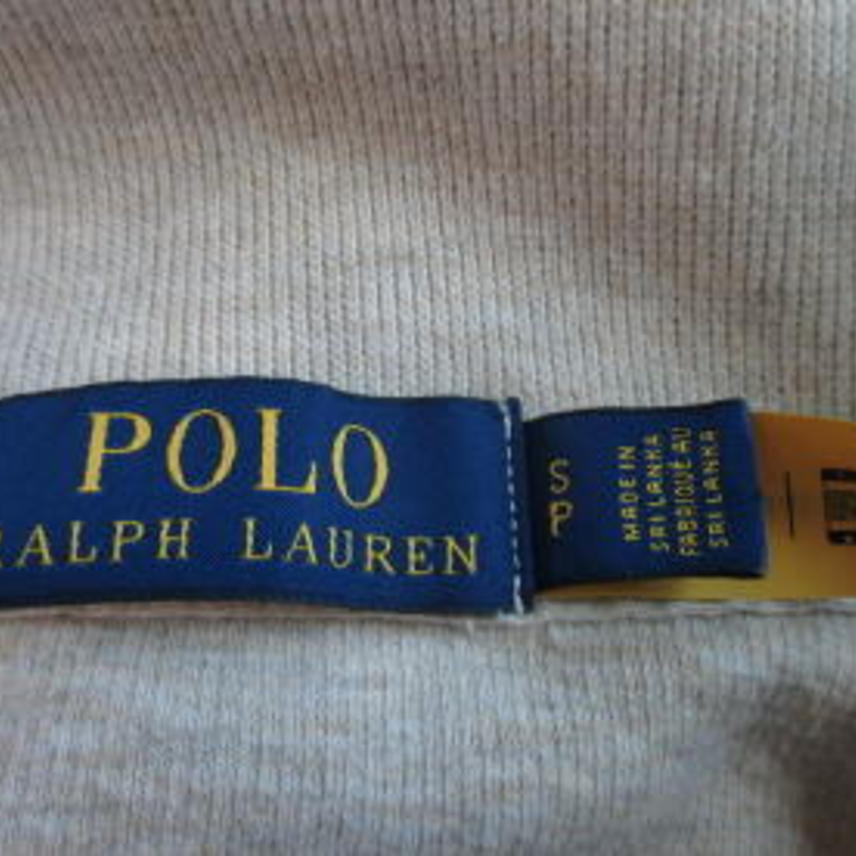 POLO
RALPH LAUREN
S
P
MADE IN
SRI LANKA
FABRIQUÉ AU
SRI LANKA